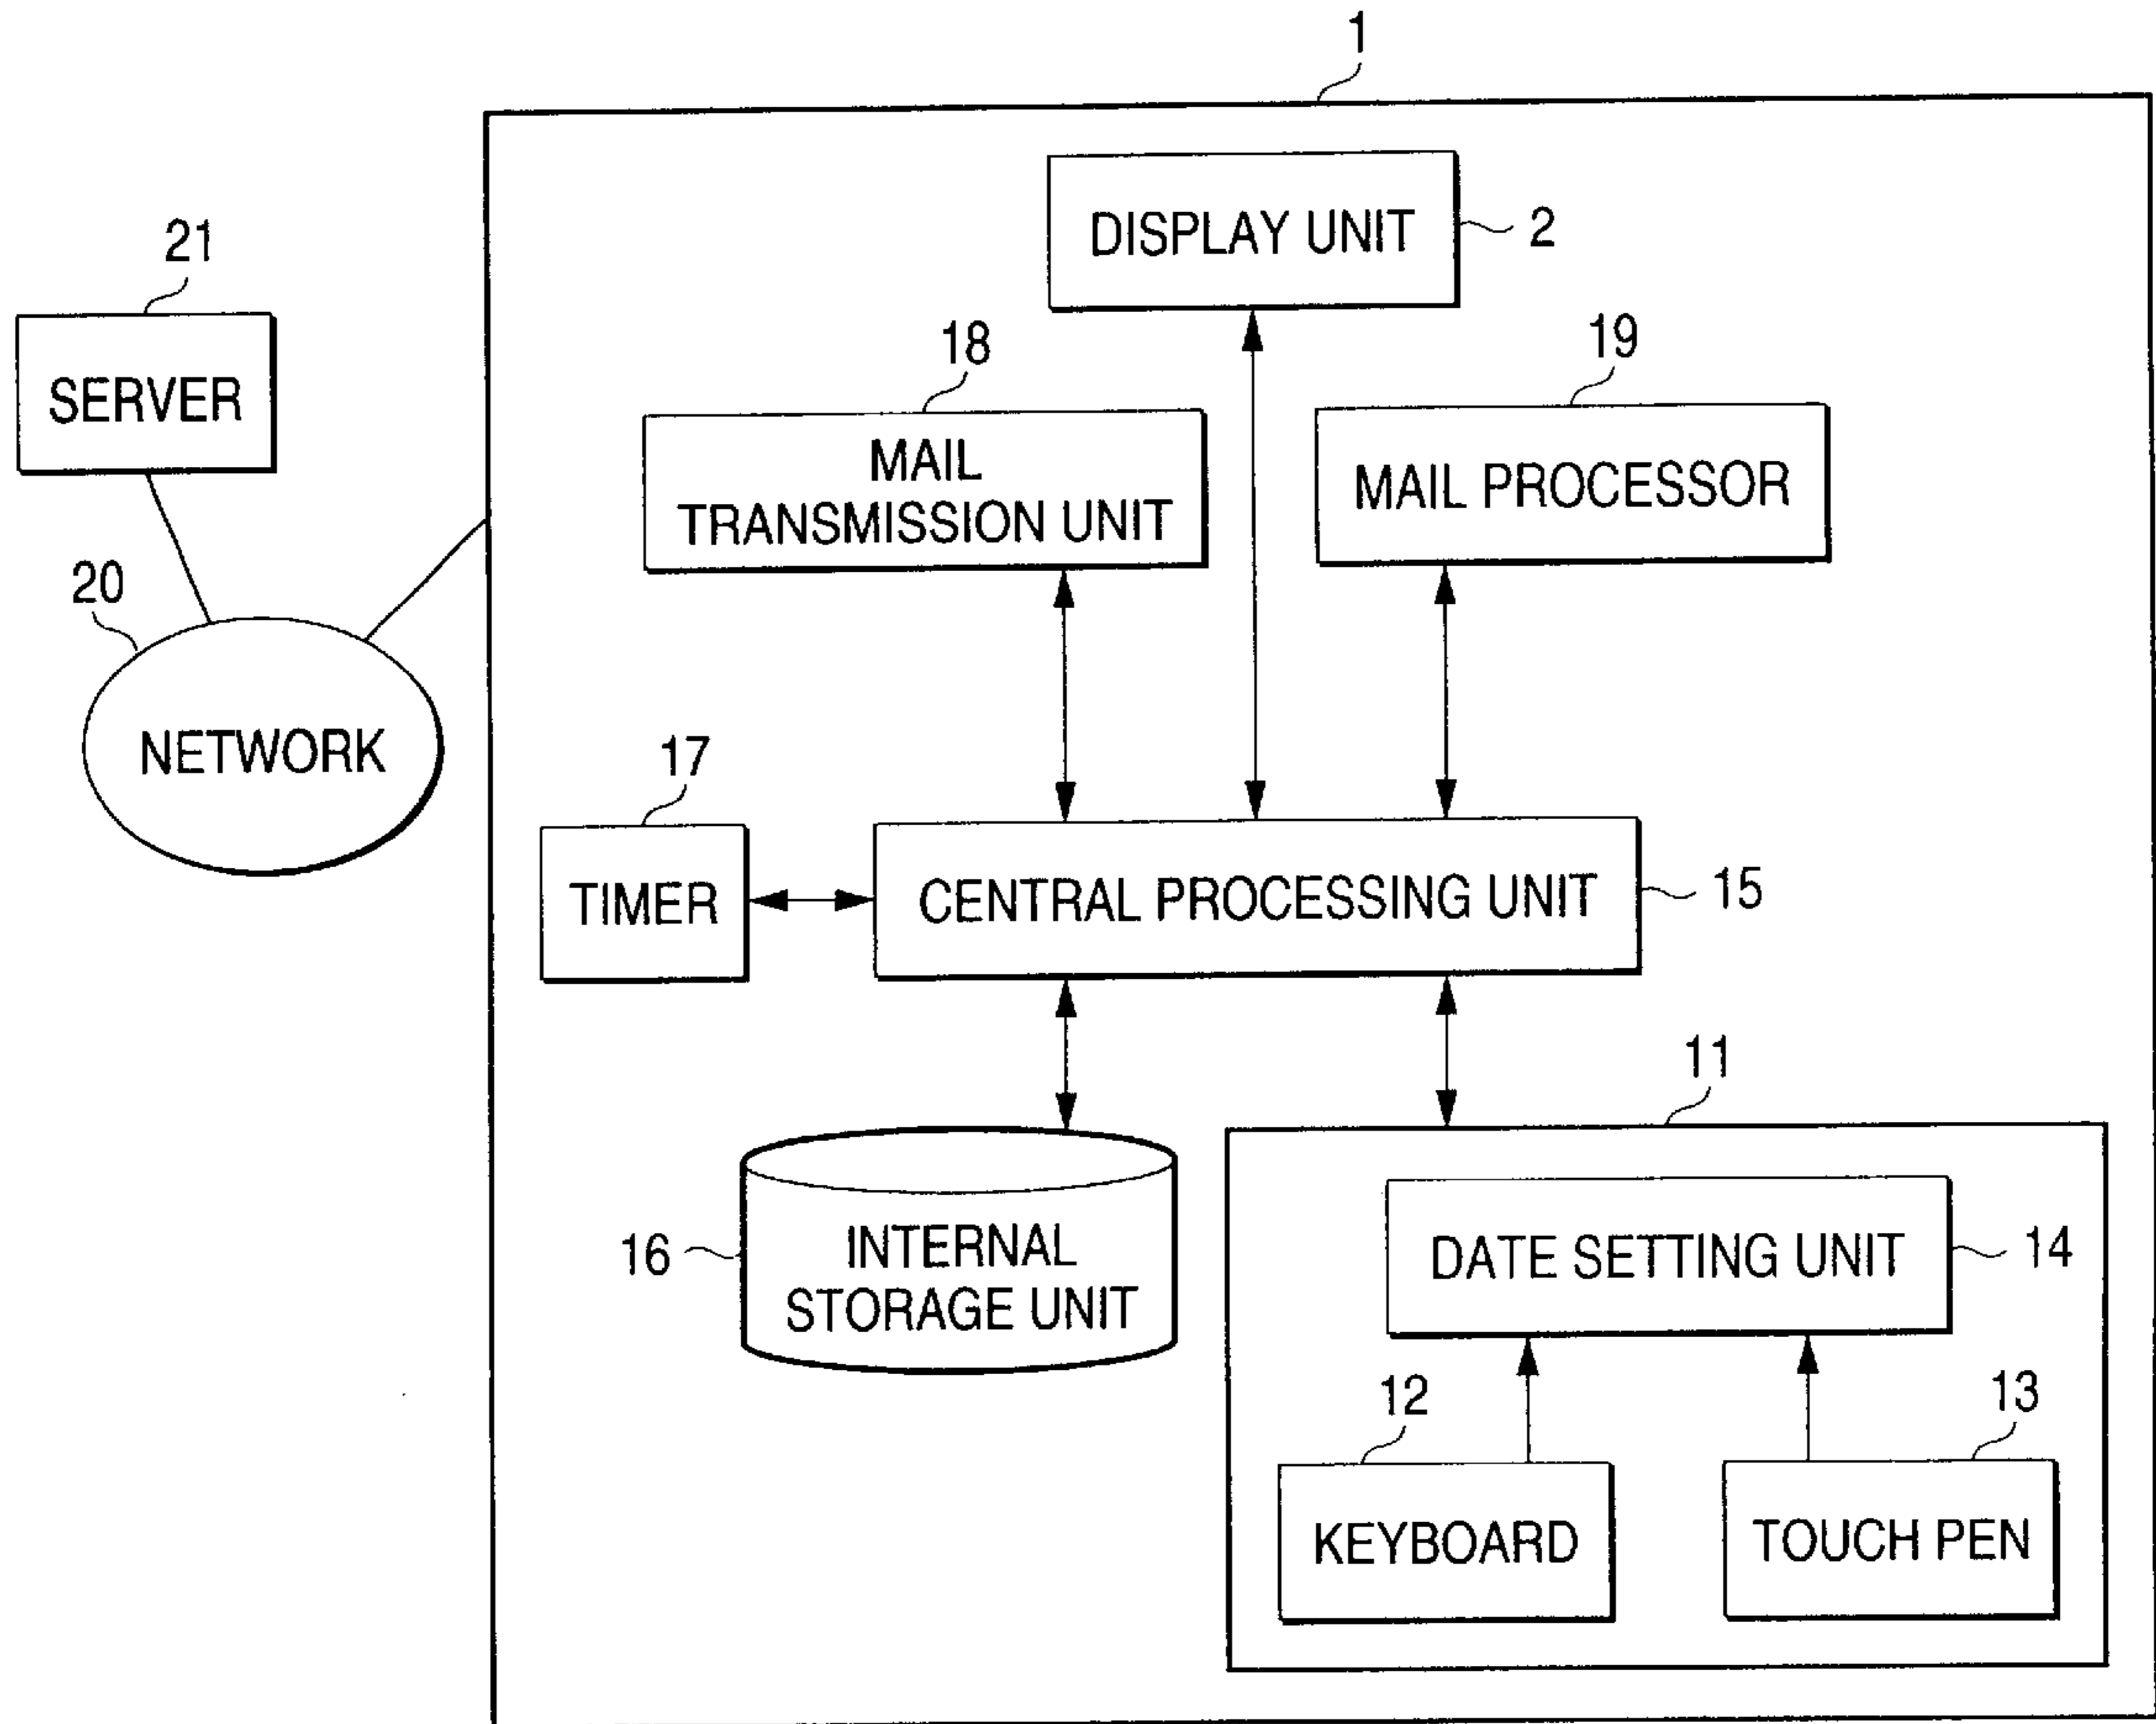 1
DISPLAY UNIT
2
21
SERVER
18
MAIL
TRANSMISSION UNIT
19
MAIL PROCESSOR
20
NETWORK
17
TIMER
CENTRAL PROCESSING UNIT
15
16
INTERNAL
STORAGE UNIT
11
DATE SETTING UNIT
14
12
KEYBOARD
13
TOUCH PEN